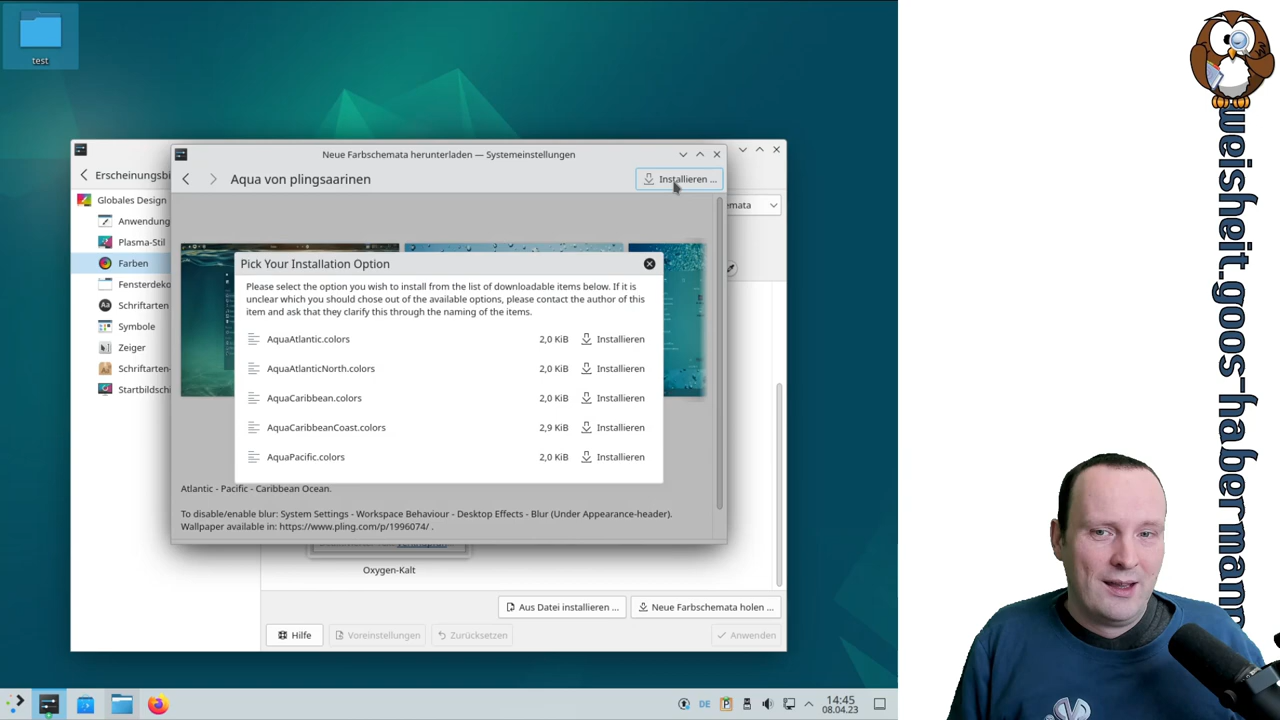 test
Neue Farbschemata herunterladen — Systemeinstellungen
Erscheinungsbi
Aqua von plingsaarinen
Installieren ...
Globales Design
emata
Anwendung
Plasma-Stil
Farben
Fensterdeko
Schriftarten
Symbole
Zeiger
Schriftarten-
Startbildsch
Pick Your Installation Option
Please select the option you wish to install from the list of downloadable items below. If it is
unclear which you should chose out of the available options, please contact the author of this
item and ask that they clarify this through the naming of the items.
AquaAtlantic.colors 2,0 KiB Installieren
AquaAtlanticNorth.colors 2,0 KiB Installieren
AquaCaribbean.colors 2,0 KiB Installieren
AquaCaribbeanCoast.colors 2,9 KiB Installieren
AquaPacific.colors 2,0 KiB Installieren
Atlantic - Pacific - Caribbean Ocean.
To disable/enable blur: System Settings - Workspace Behaviour - Desktop Effects - Blur (Under Appearance-header).
Wallpaper available in: https://www.pling.com/p/1996074/ .
Oxygen-Kalt
Aus Datei installieren ...
Neue Farbschemata holen ...
Hilfe
Voreinstellungen
Zurücksetzen
Anwenden
DE
14:45
08.04.23
weisheit.goos-habermann